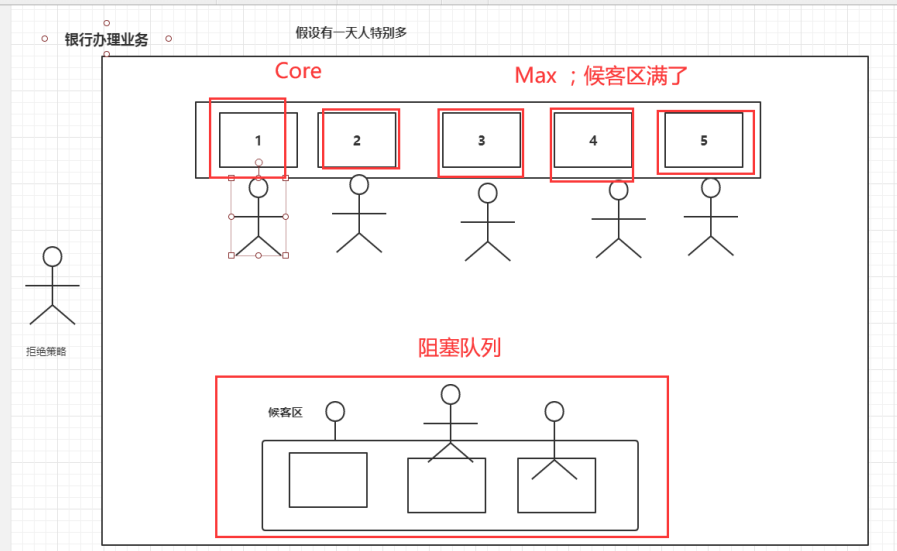 银行办理业务
假设有一天人特别多
Core
Max ；候客区满了
1
2
3
4
5
拒绝策略
阻塞队列
候客区